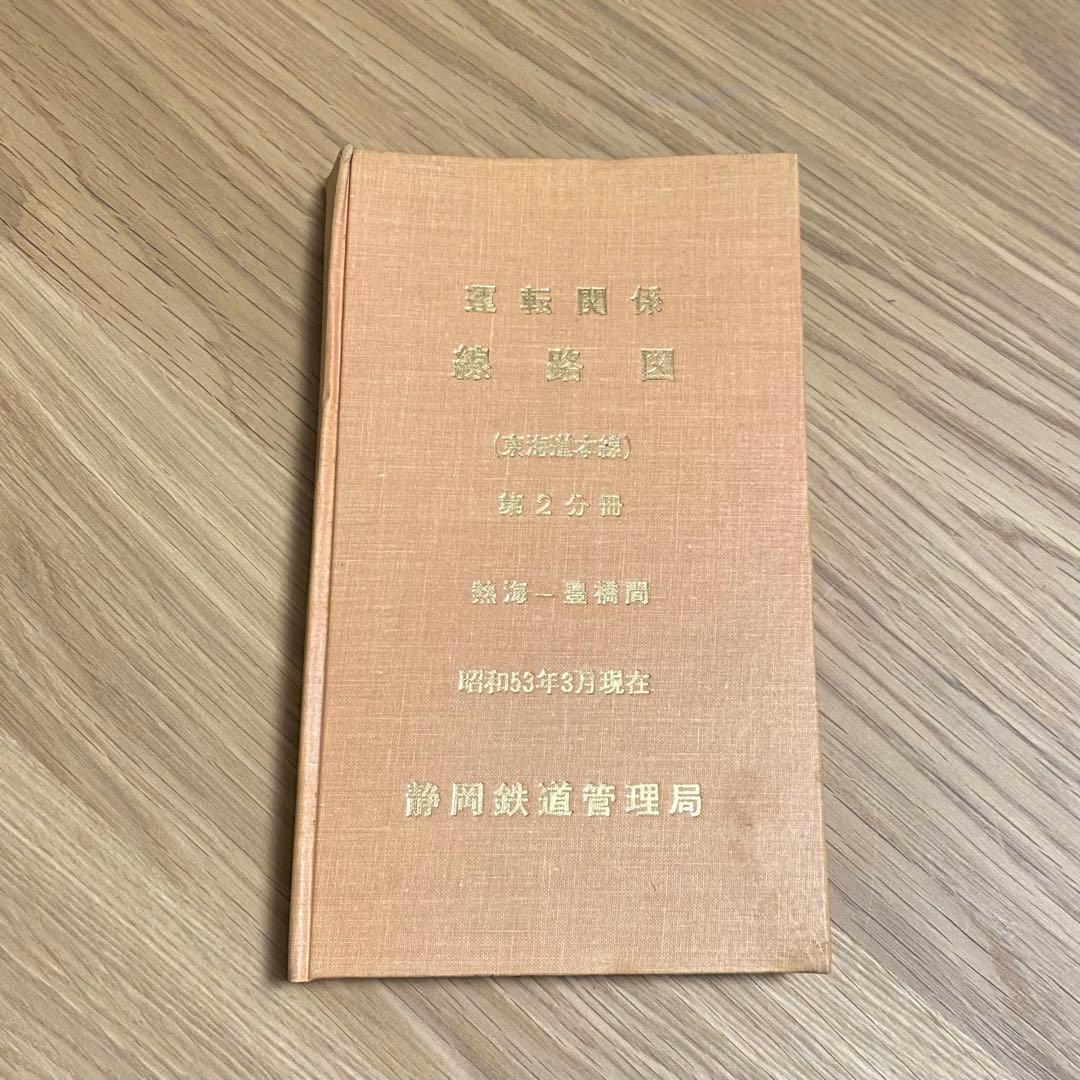 運転関係
線路図
(東海道本線)
第2分冊
熱海-豊橋間
昭和53年3月現在
静岡鉄道管理局